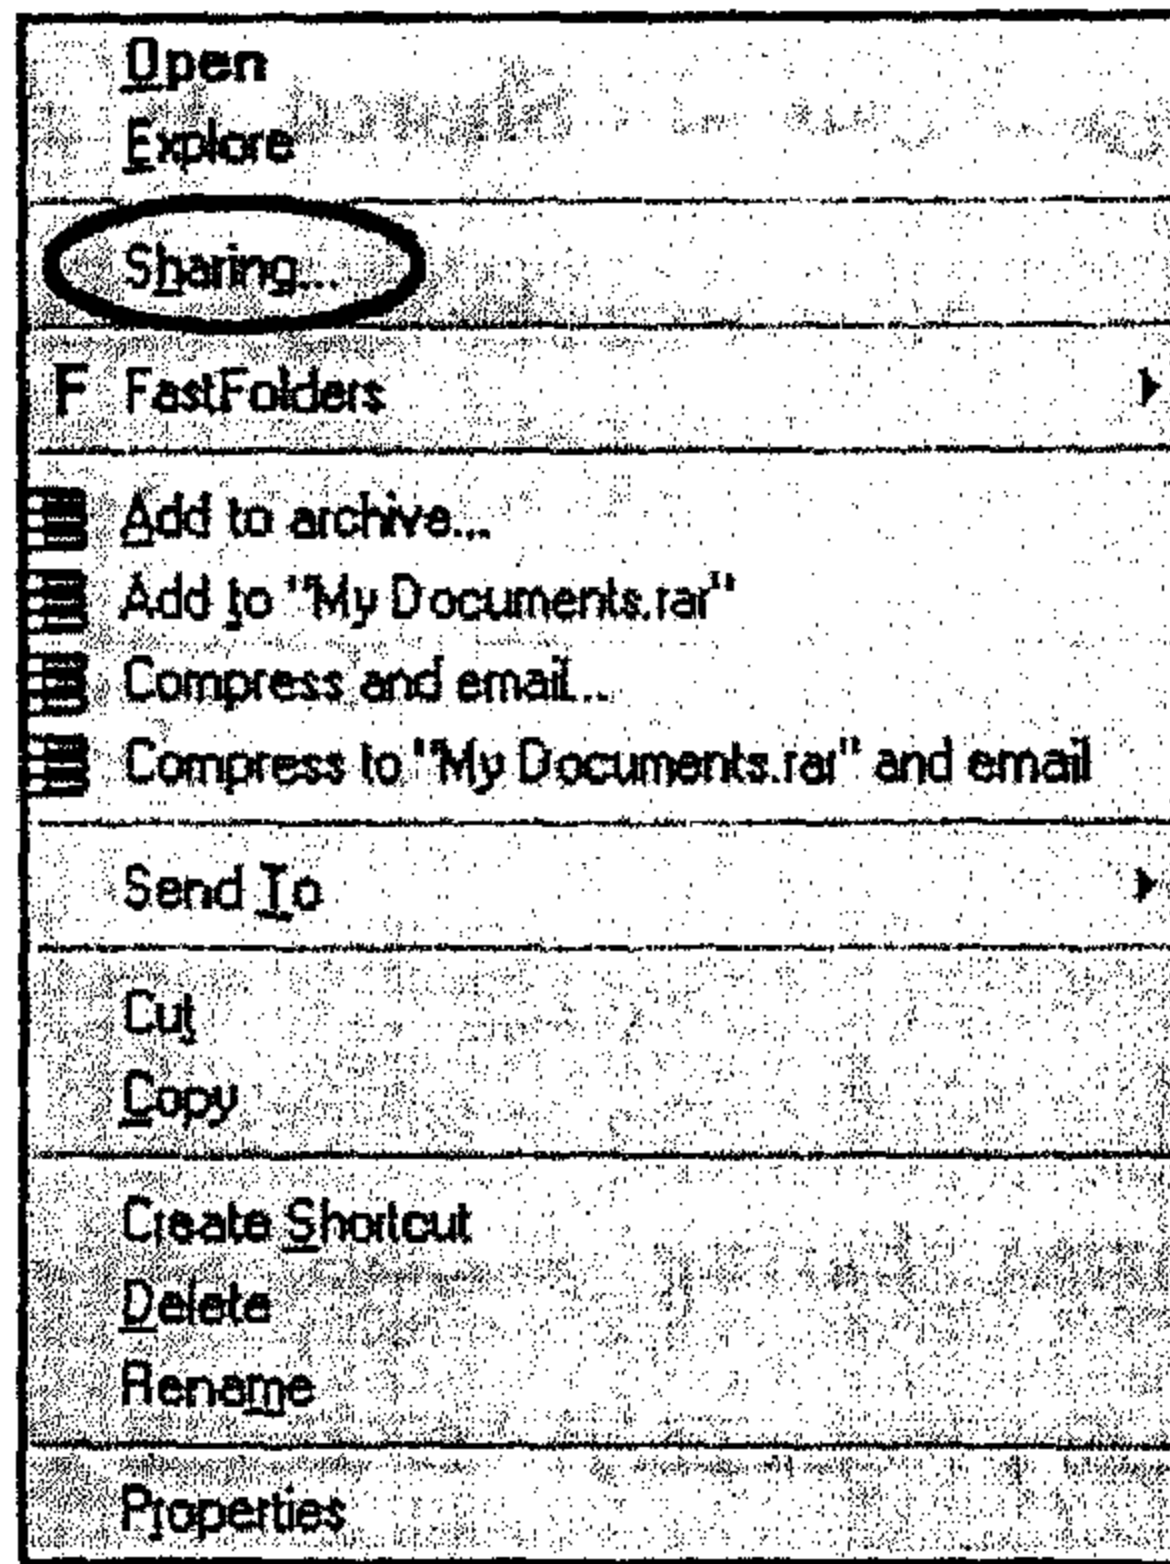 Open
Explore
Sharing...
F FastFolders
Add to archive...
Add to "My Documents.rar"
Compress and email...
Compress to "My Documents.rar" and email
Send To
Cut
Copy
Create Shortcut
Delete
Rename
Properties